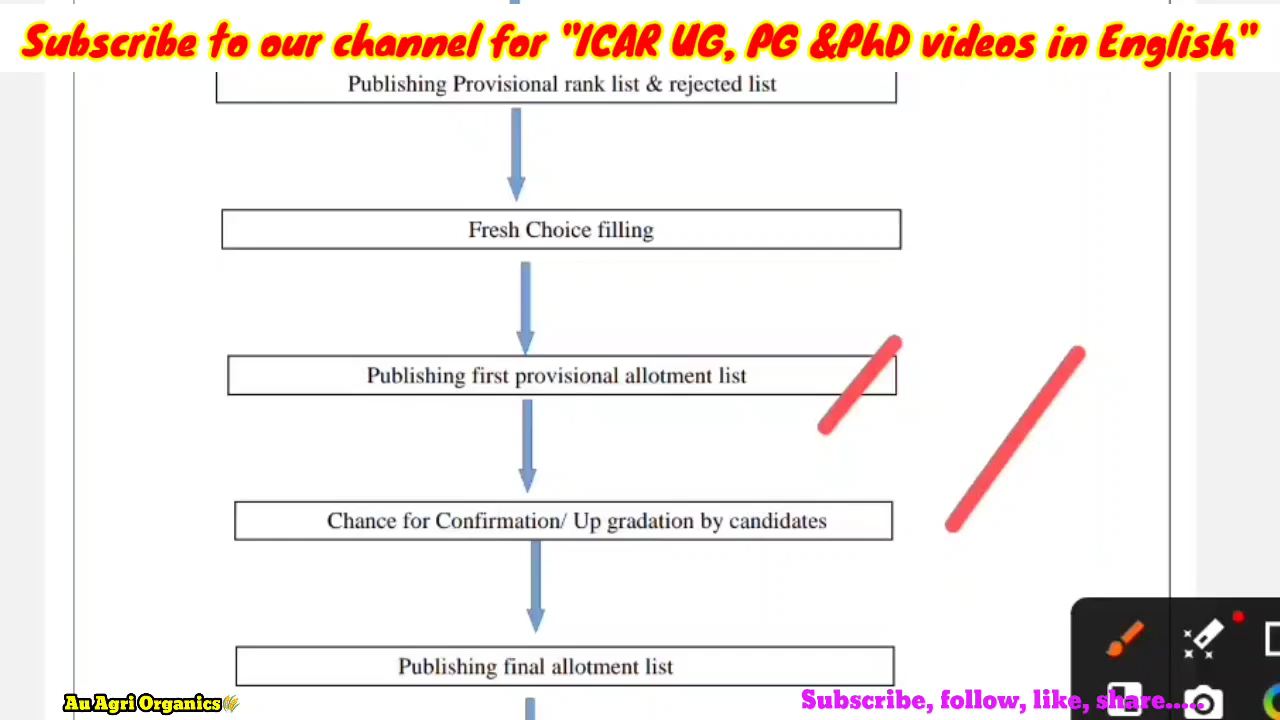 Subscribe to our channel for "ICAR UG, PG &PhD videos in English"
Publishing Provisional rank list & rejected list
Fresh Choice filling
Publishing first provisional allotment list
Chance for Confirmation/ Up gradation by candidates
Publishing final allotment list
Au Agri Organics
Subscribe, follow, like, share.....